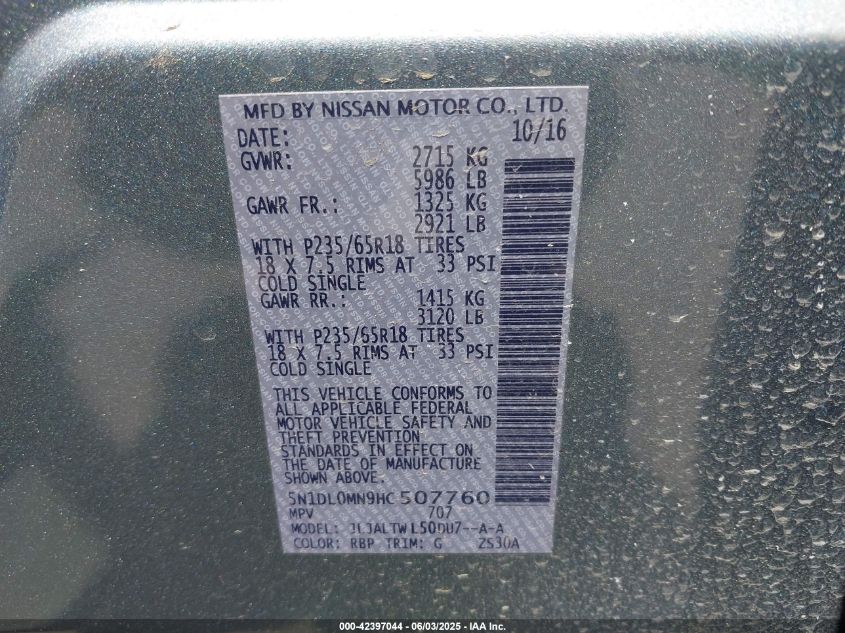 MFD BY NISSAN MOTOR CO., LTD.
DATE: 10/16
GVWR: 2715 KG
5986 LB
GAWR FR.: 1325 KG
2921 LB
WITH P235/65R18 TIRES
18 X 7.5 RIMS AT 33 PSI
COLD SINGLE
GAWR RR.: 1415 KG
3120 LB
WITH P235/65R18 TIRES
18 X 7.5 RIMS AT 33 PSI
COLD SINGLE
THIS VEHICLE CONFORMS TO
ALL APPLICABLE FEDERAL
MOTOR VEHICLE SAFETY AND
THEFT PREVENTION
STANDARDS IN EFFECT ON
THE DATE OF MANUFACTURE
SHOWN ABOVE.
5N1DL0MN9HC507760
MPV 707
MODEL: JLJALTWL50DU7--A-A
COLOR: RBP TRIM: G 2S30A
000-42397044 - 06/03/2025 - IAA Inc.